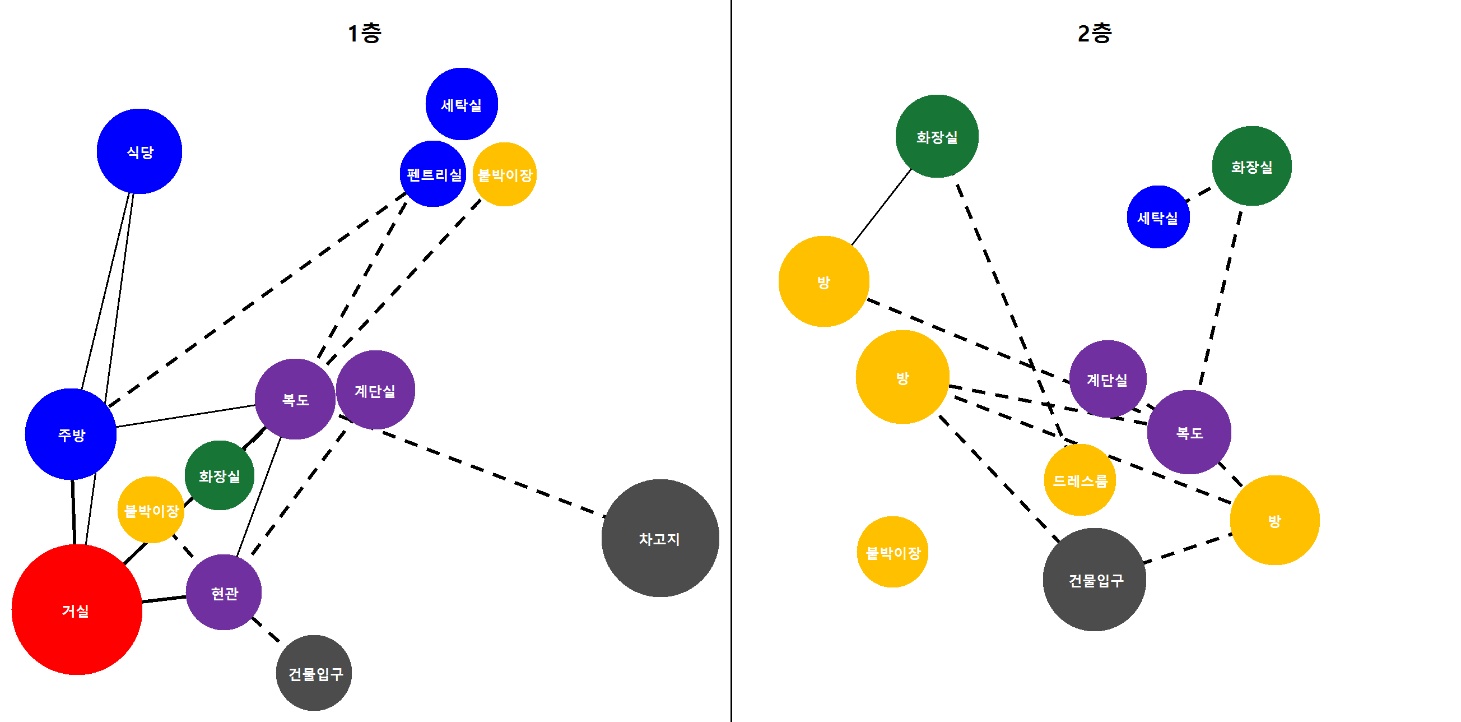 1층
세탁실
식당
펜트리실
붙박이장
계단실
복도
주방
화장실
붙박이장
차고지
현관
거실
건물입구
2층
화장실
화장실
세탁실
방
방
계단실
복도
드레스룸
방
붙박이장
건물입구